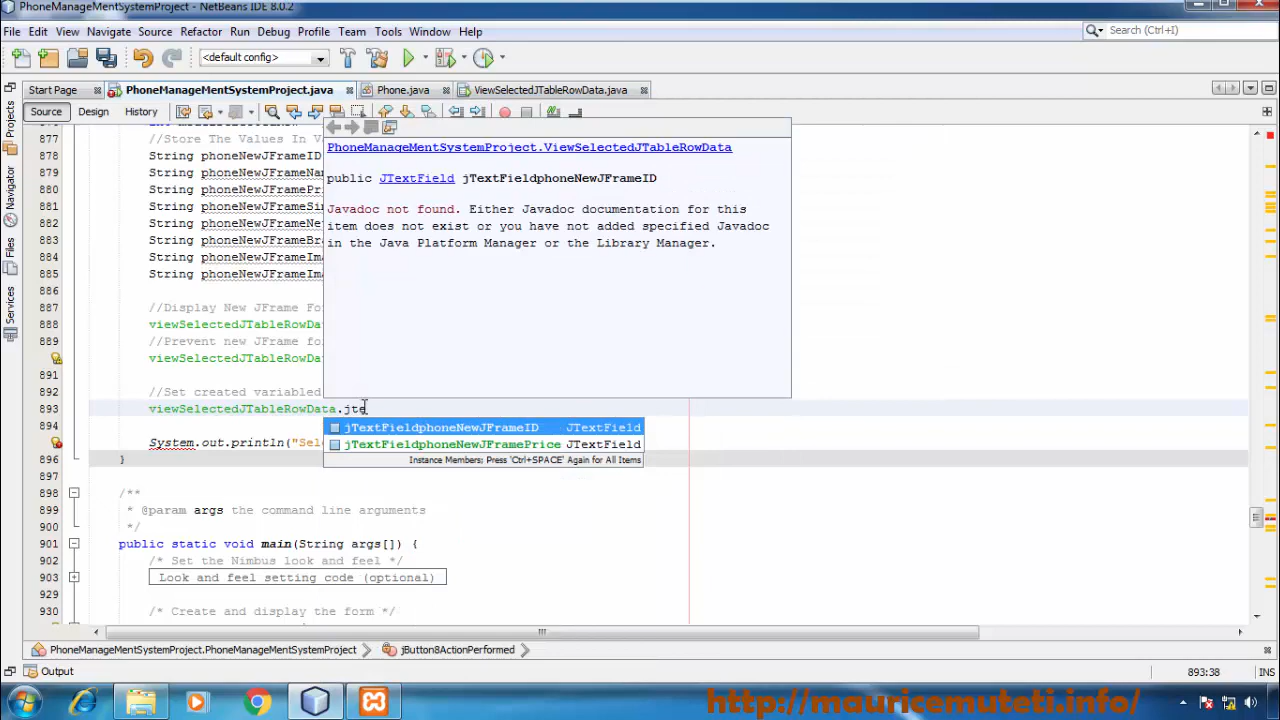 PhoneManageMentSystemProject - NetBeans IDE 8.0.2
File Edit View Navigate Source Refactor Run Debug Profile Team Tools Window Help
Search (Ctrl+I)
<default config>
Start Page PhoneManageMentSystemProject.java Phone.java ViewSelectedJTableRowData.java
Source Design History
Projects
Navigator
Files
Services
877 //Store The Values In V
878 String phoneNewJFrameID
879 String phoneNewJFrameNa
880 String phoneNewJFramePr
881 String phoneNewJFrameSi
882 String phoneNewJFrameNe
883 String phoneNewJFrameBr
884 String phoneNewJFrameIm
885 String phoneNewJFrameIm
886
887 //Display New JFrame Fo
888 viewSelectedJTableRowDa
889 //Prevent new JFrame fo
viewSelectedJTableRowDa
891
892 //Set created variabled
893 viewSelectedJTableRowData.jte
894
System.out.println("Sel
896 }
897
898 /**
899 * @param args the command line arguments
900 */
901 public static void main(String args[]) {
902 /* Set the Nimbus look and feel */
903 Look and feel setting code (optional)
929
930 /* Create and display the form */
PhoneManageMentSystemProject.ViewSelectedJTableRowData
public JTextField jTextFieldphoneNewJFrameID
Javadoc not found. Either Javadoc documentation for this
item does not exist or you have not added specified Javadoc
in the Java Platform Manager or the Library Manager.
jTextFieldphoneNewJFrameID JTextField
jTextFieldphoneNewJFramePrice JTextField
Instance Members; Press 'Ctrl+SPACE' Again for All Items
PhoneManageMentSystemProject.PhoneManageMentSystemProject jButton8ActionPerformed
Output
893:38 INS
http://mauricemuteti.info/